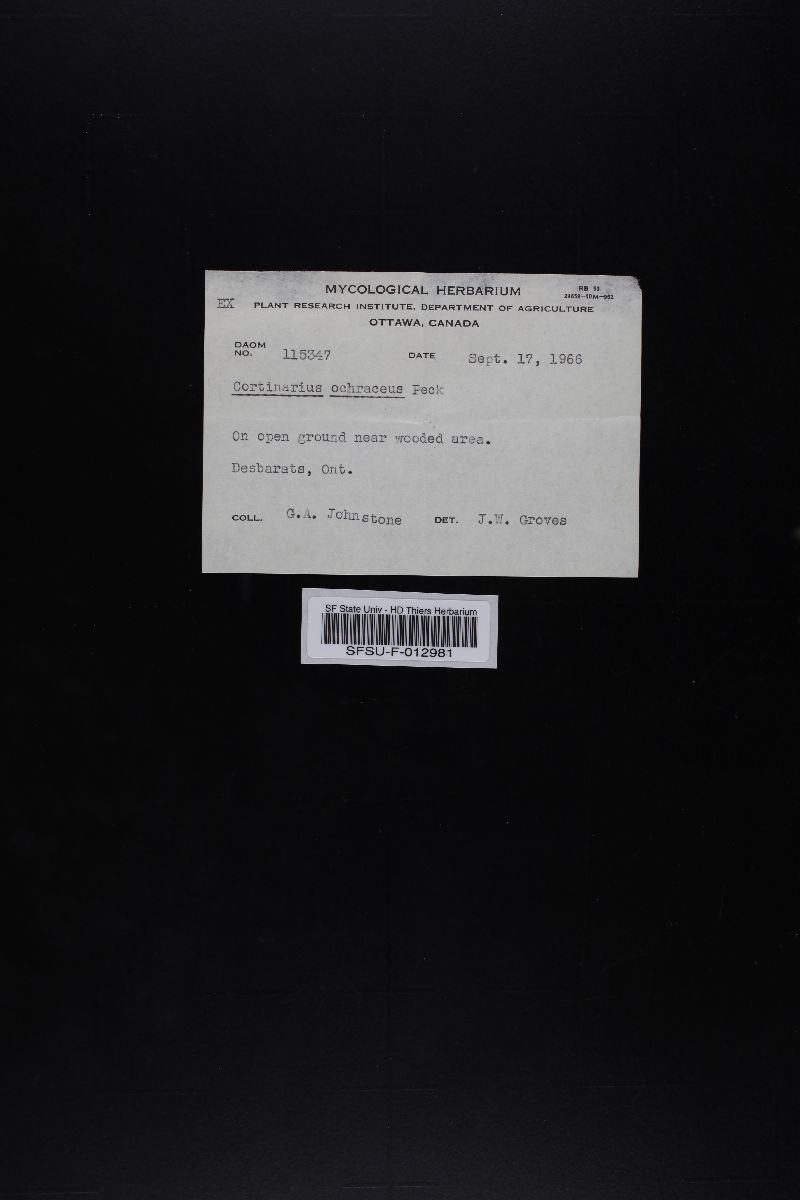 MYCOLOGICAL HERBARIUM
RB 53
EX PLANT RESEARCH INSTITUTE, DEPARTMENT OF AGRICULTURE
OTTAWA, CANADA
DAOM
NO. 115347 DATE Sept. 17, 1966
Cortinarius ochraceus Peck
On open ground near wooded area.
Desbarats, Ont.
COLL. G.A. Johnstone DET. J.W. Groves
SF State Univ - HD Thiers Herbarium
SFSU-F-012981